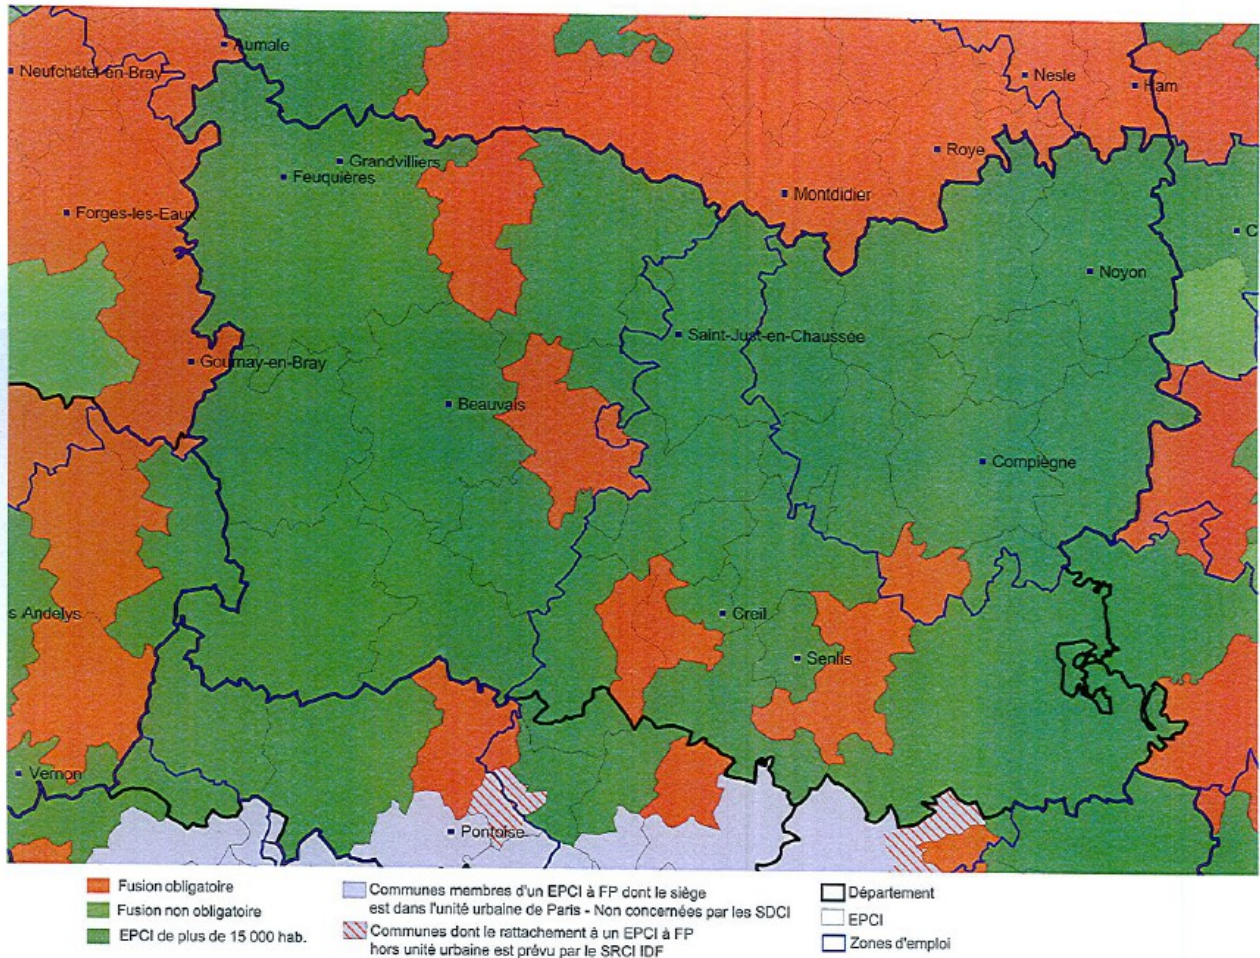 Aumale
Neufchâtel-en-Bray
Nesle
Ham
Grandvilliers
Feuquières
Roye
Montdidier
Forges-les-Eaux
C
Noyon
Saint-Just-en-Chaussée
Gournay-en-Bray
Beauvais
Compiègne
s Andelys
Creil
Senlis
Vernon
Pontoise
Fusion obligatoire
Fusion non obligatoire
EPCI de plus de 15 000 hab.
Communes membres d'un EPCI à FP dont le siège
est dans l'unité urbaine de Paris - Non concernées par les SDCI
Communes dont le rattachement à un EPCI à FP
hors unité urbaine est prévu par le SRCI IDF
Département
EPCI
Zones d'emploi